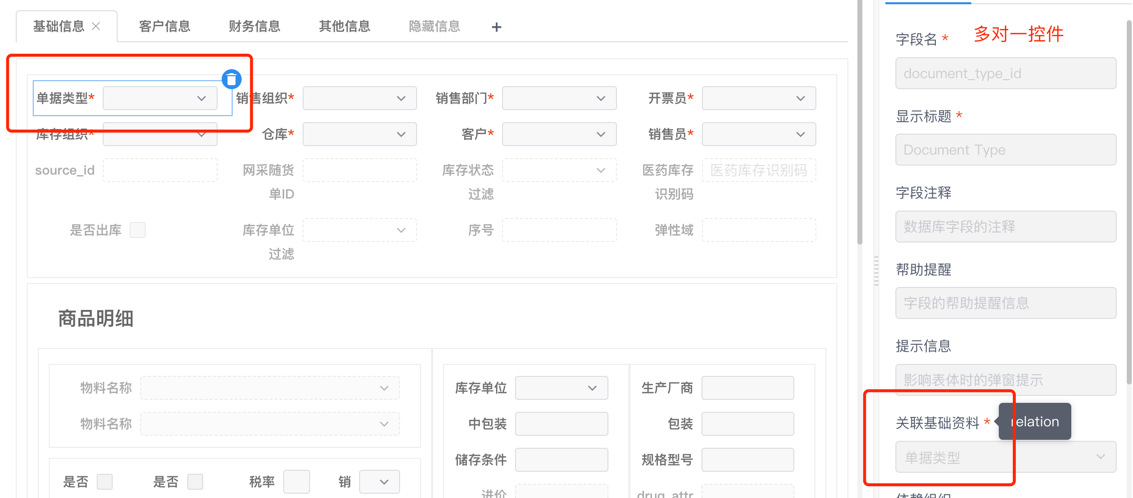 基础信息 客户信息 财务信息 其他信息 隐藏信息
单据类型* 销售组织* 销售部门* 开票员*
库存组织* 仓库* 客户* 销售员*
source_id 网采随货 库存状态 医药库存 医药库存识别码
单ID 过滤 识别码
是否出库 库存单位 序号 弹性域
过滤
商品明细
物料名称 库存单位 生产厂商
物料名称 中包装 包装
储存条件 规格型号
是否 是否 税率 销
进价 drug_attr
字段名 * 多对一控件
document_type_id
显示标题 *
Document Type
字段注释
数据库字段的注释
帮助提醒
字段的帮助提醒信息
提示信息
影响表体时的弹窗提示
关联基础资料 * relation
单据类型
依赖组织